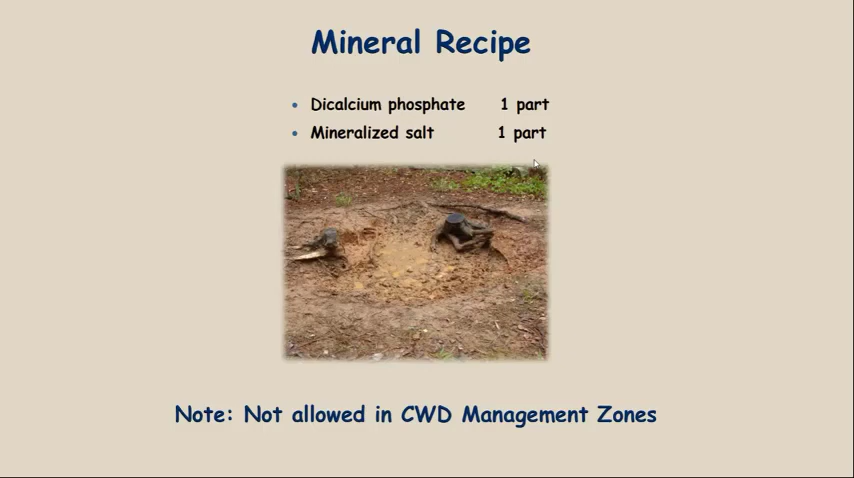 Mineral Recipe
• Dicalcium phosphate 1 part
• Mineralized salt 1 part
Note: Not allowed in CWD Management Zones